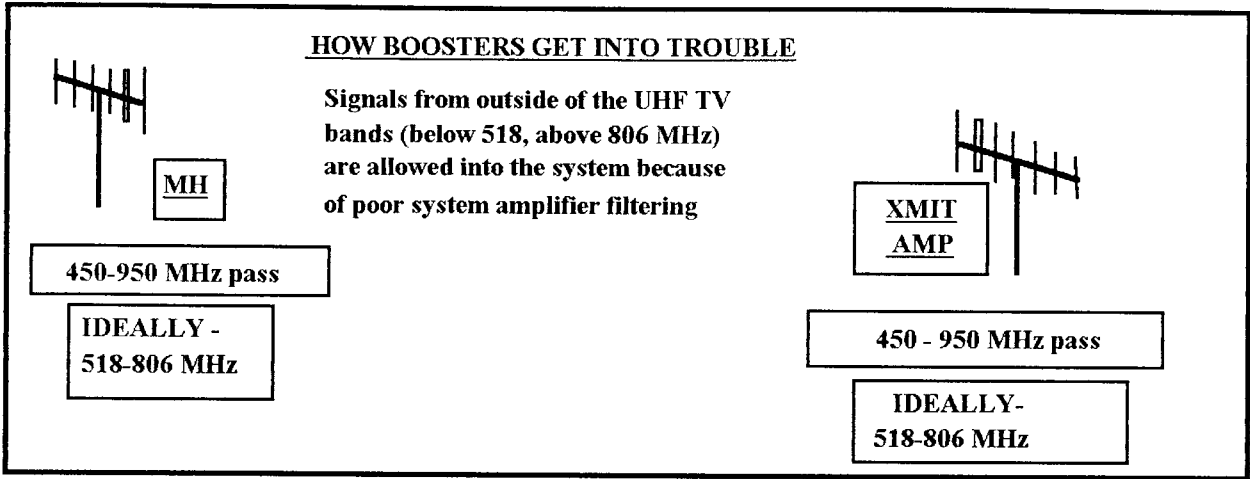 HOW BOOSTERS GET INTO TROUBLE
Signals from outside of the UHF TV
bands (below 518, above 806 MHz)
are allowed into the system because
of poor system amplifier filtering
MH
450-950 MHz pass
IDEALLY -
518-806 MHz
XMIT
AMP
450 - 950 MHz pass
IDEALLY-
518-806 MHz